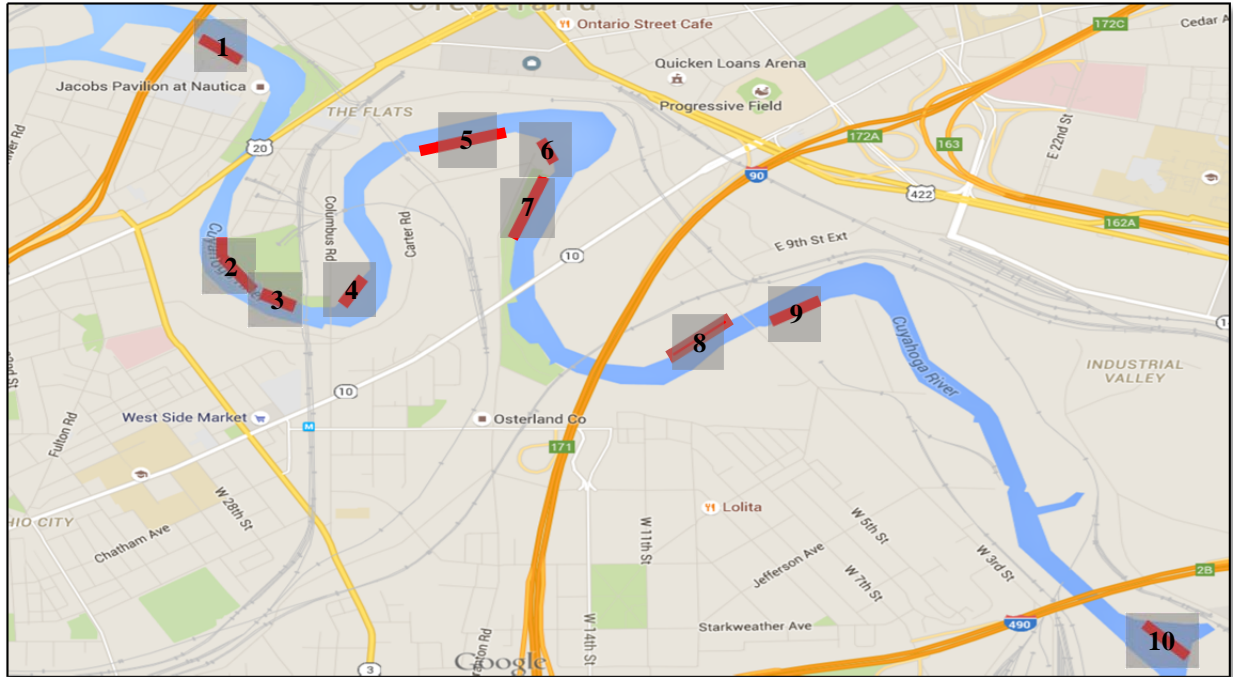 Ontario Street Cafe
172C
Cedar A
1
Quicken Loans Arena
Jacobs Pavilion at Nautica
Progressive Field
THE FLATS
5
172A
163
E 22nd St
20
6
90
422
7
162A
Columbus Rd
Carter Rd
E 9th St Ext
10
2
3
4
9
8
Cuyahoga River
INDUSTRIAL
VALLEY
10
West Side Market
M
Osterland Co
Fulton Rd
171
W 28th St
Lolita
HIO CITY
Chatham Ave
W 11th St
W 5th St
Jefferson Ave
W 3rd St
W 7th St
2B
W 14th St
Starkweather Ave
490
10
Google
3